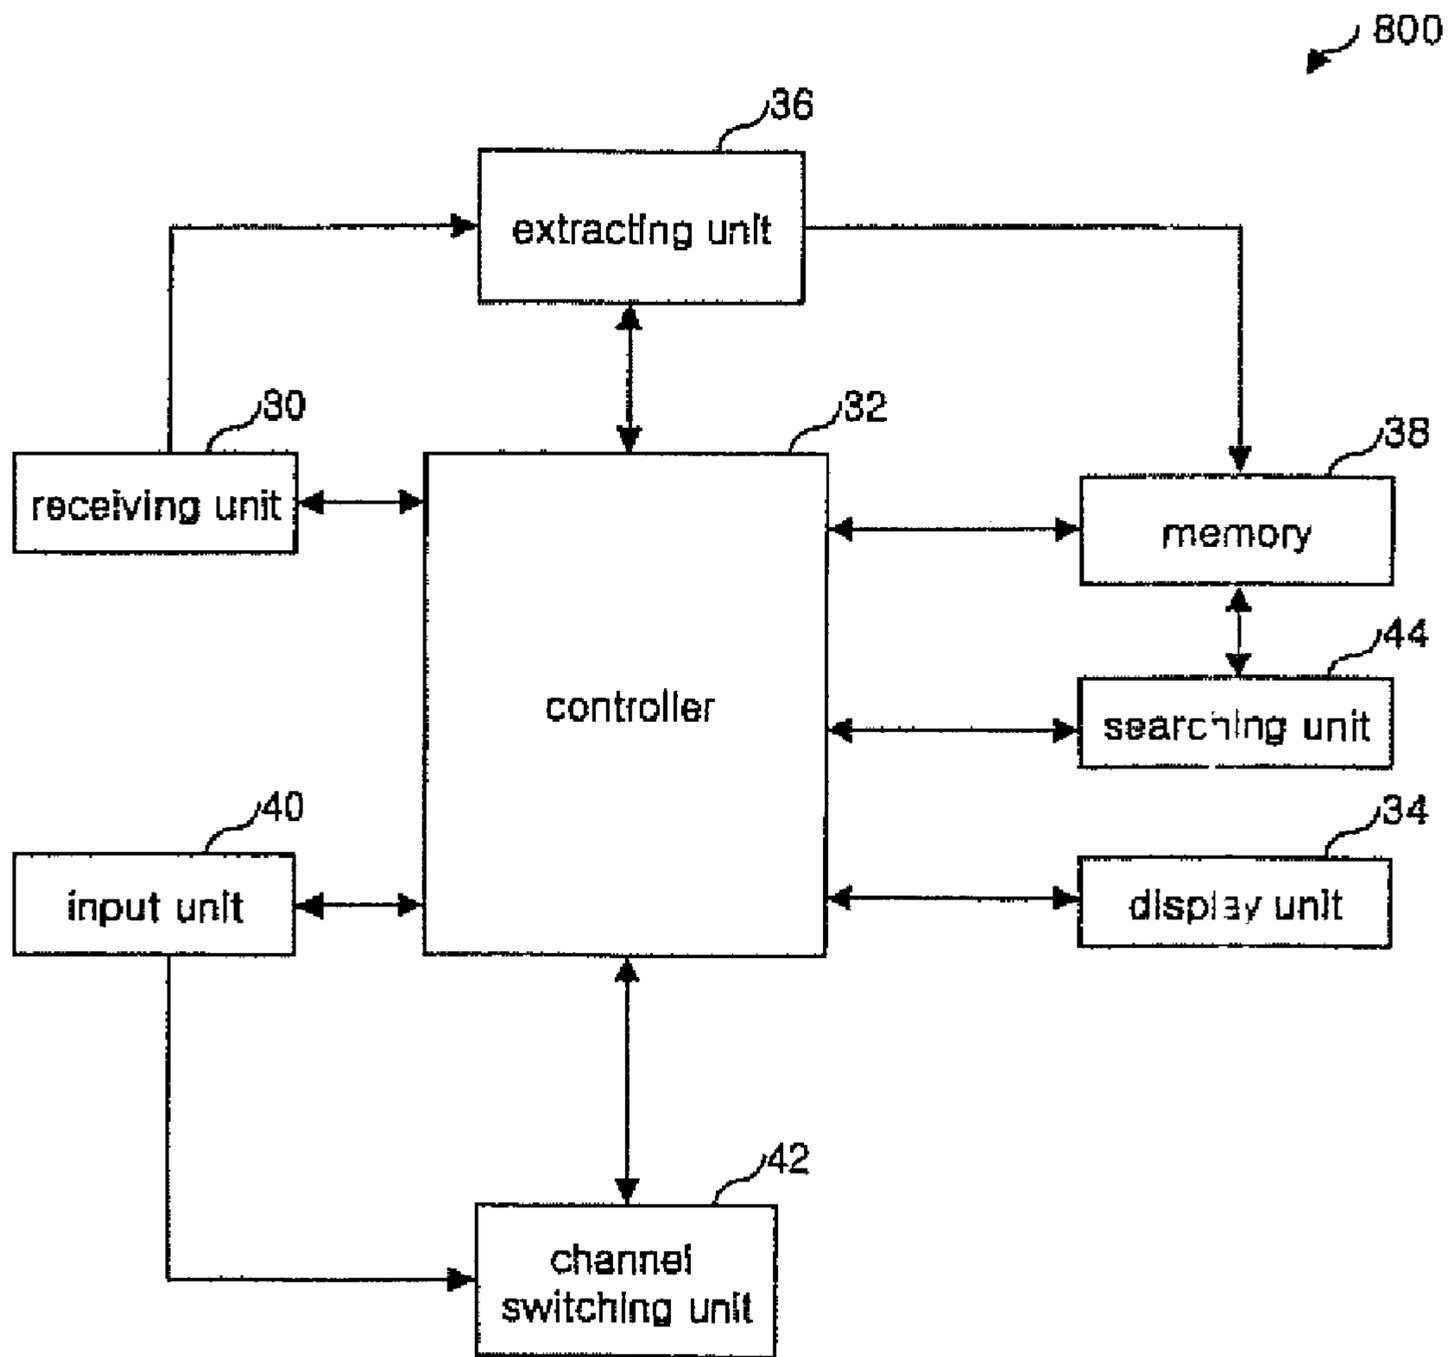 800
36
extracting unit
30
receiving unit
32
controller
38
memory
44
searching unit
40
input unit
34
display unit
42
channel
switching unit